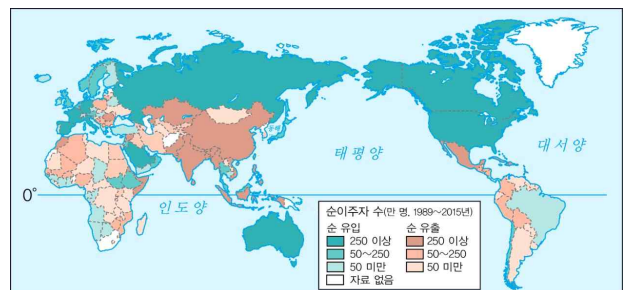 동해
태평양
대서양
0°
인도양
순이주자 수(만 명, 1989~2015년)
순 유입 순 유출
250 이상 250 이상
50~250 50~250
50 미만 50 미만
자료 없음